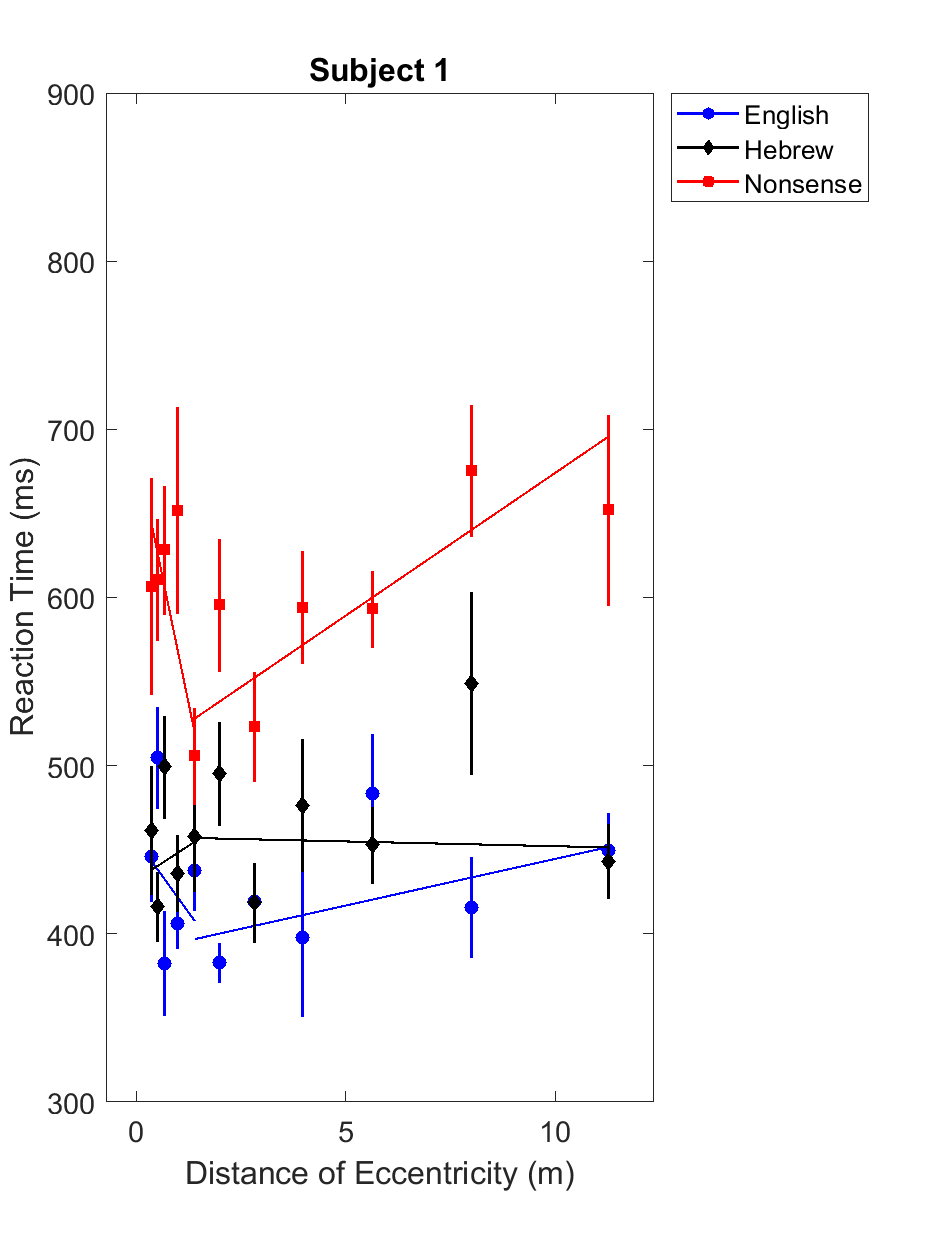 Subject 1
900
800
700
600
500
400
300
Reaction Time (ms)
0 5 10
Distance of Eccentricity (m)
English
Hebrew
Nonsense